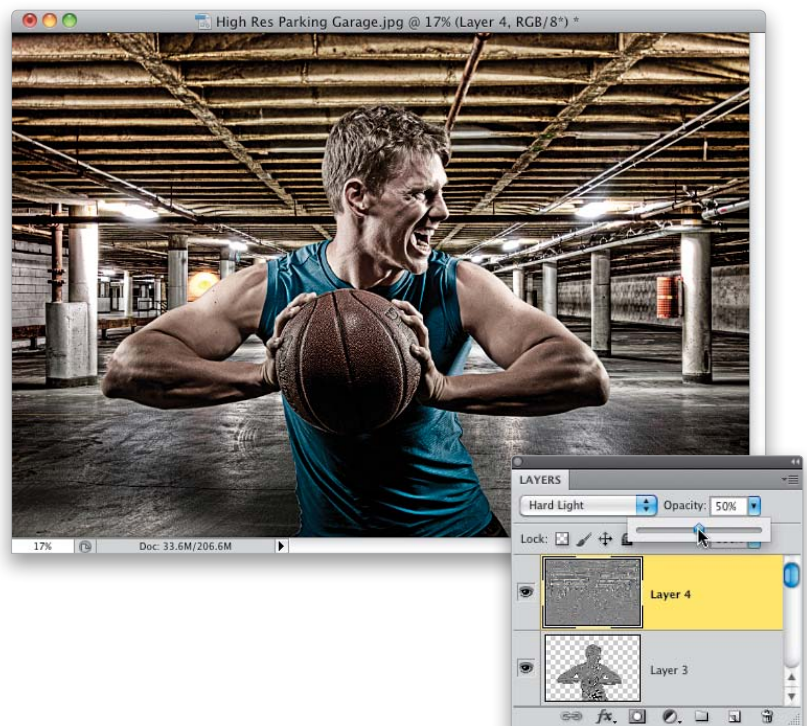 High Res Parking Garage.jpg @ 17% (Layer 4, RGB/8*) *
17% Doc: 33.6M/206.6M
LAYERS
Hard Light Opacity: 50%
Lock:
Layer 4
Layer 3
fx